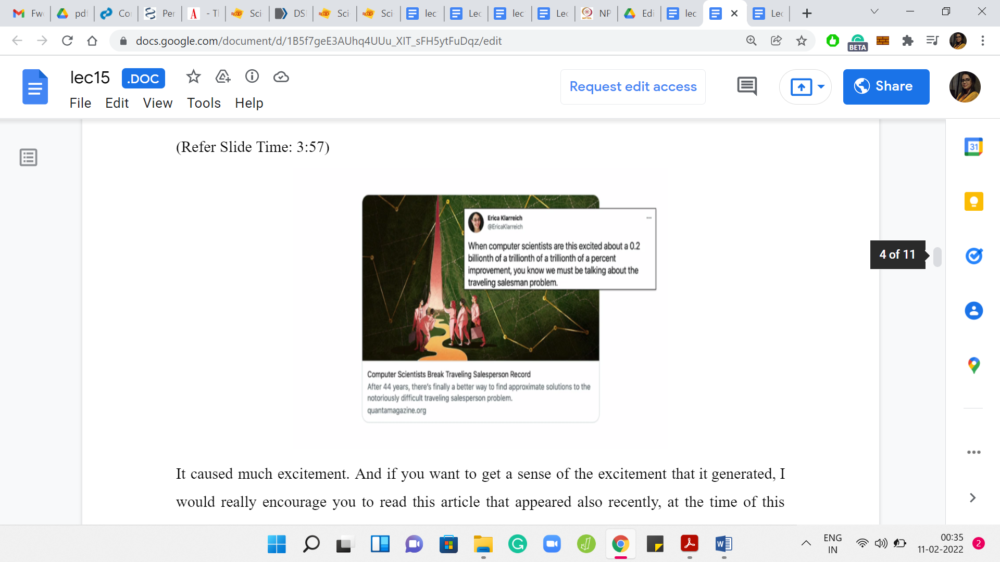 Fw
pdf
Co
Per
- Tl
Sci
DS
Sci
Sci
lec
Lec
lec
Lec
NP
Edi
lec
Lec
docs.google.com/document/d/1B5f7geE3AUhq4UUu_XIT_sFH5ytFuDqz/edit
BETA
lec15
.DOC
File Edit View Tools Help
Request edit access
Share
(Refer Slide Time: 3:57)
Erica Klarreich
@EricaKlarreich
When computer scientists are this excited about a 0.2
billionth of a trillionth of a trillionth of a percent
improvement, you know we must be talking about the
traveling salesman problem.
Computer Scientists Break Traveling Salesperson Record
After 44 years, there's finally a better way to find approximate solutions to the
notoriously difficult traveling salesperson problem.
quantamagazine.org
It caused much excitement. And if you want to get a sense of the excitement that it generated, I
would really encourage you to read this article that appeared also recently, at the time of this
4 of 11
31
ENG
IN
00:35
11-02-2022
2